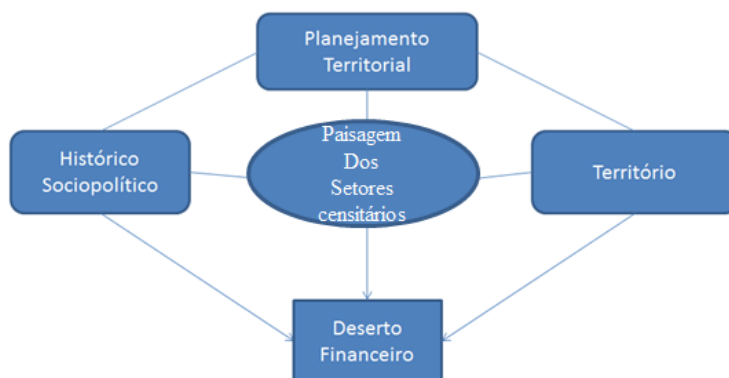 Planejamento
Territorial
Histórico
Sociopolítico
Paisagem
Dos
Setores
censitários
Território
Deserto
Financeiro